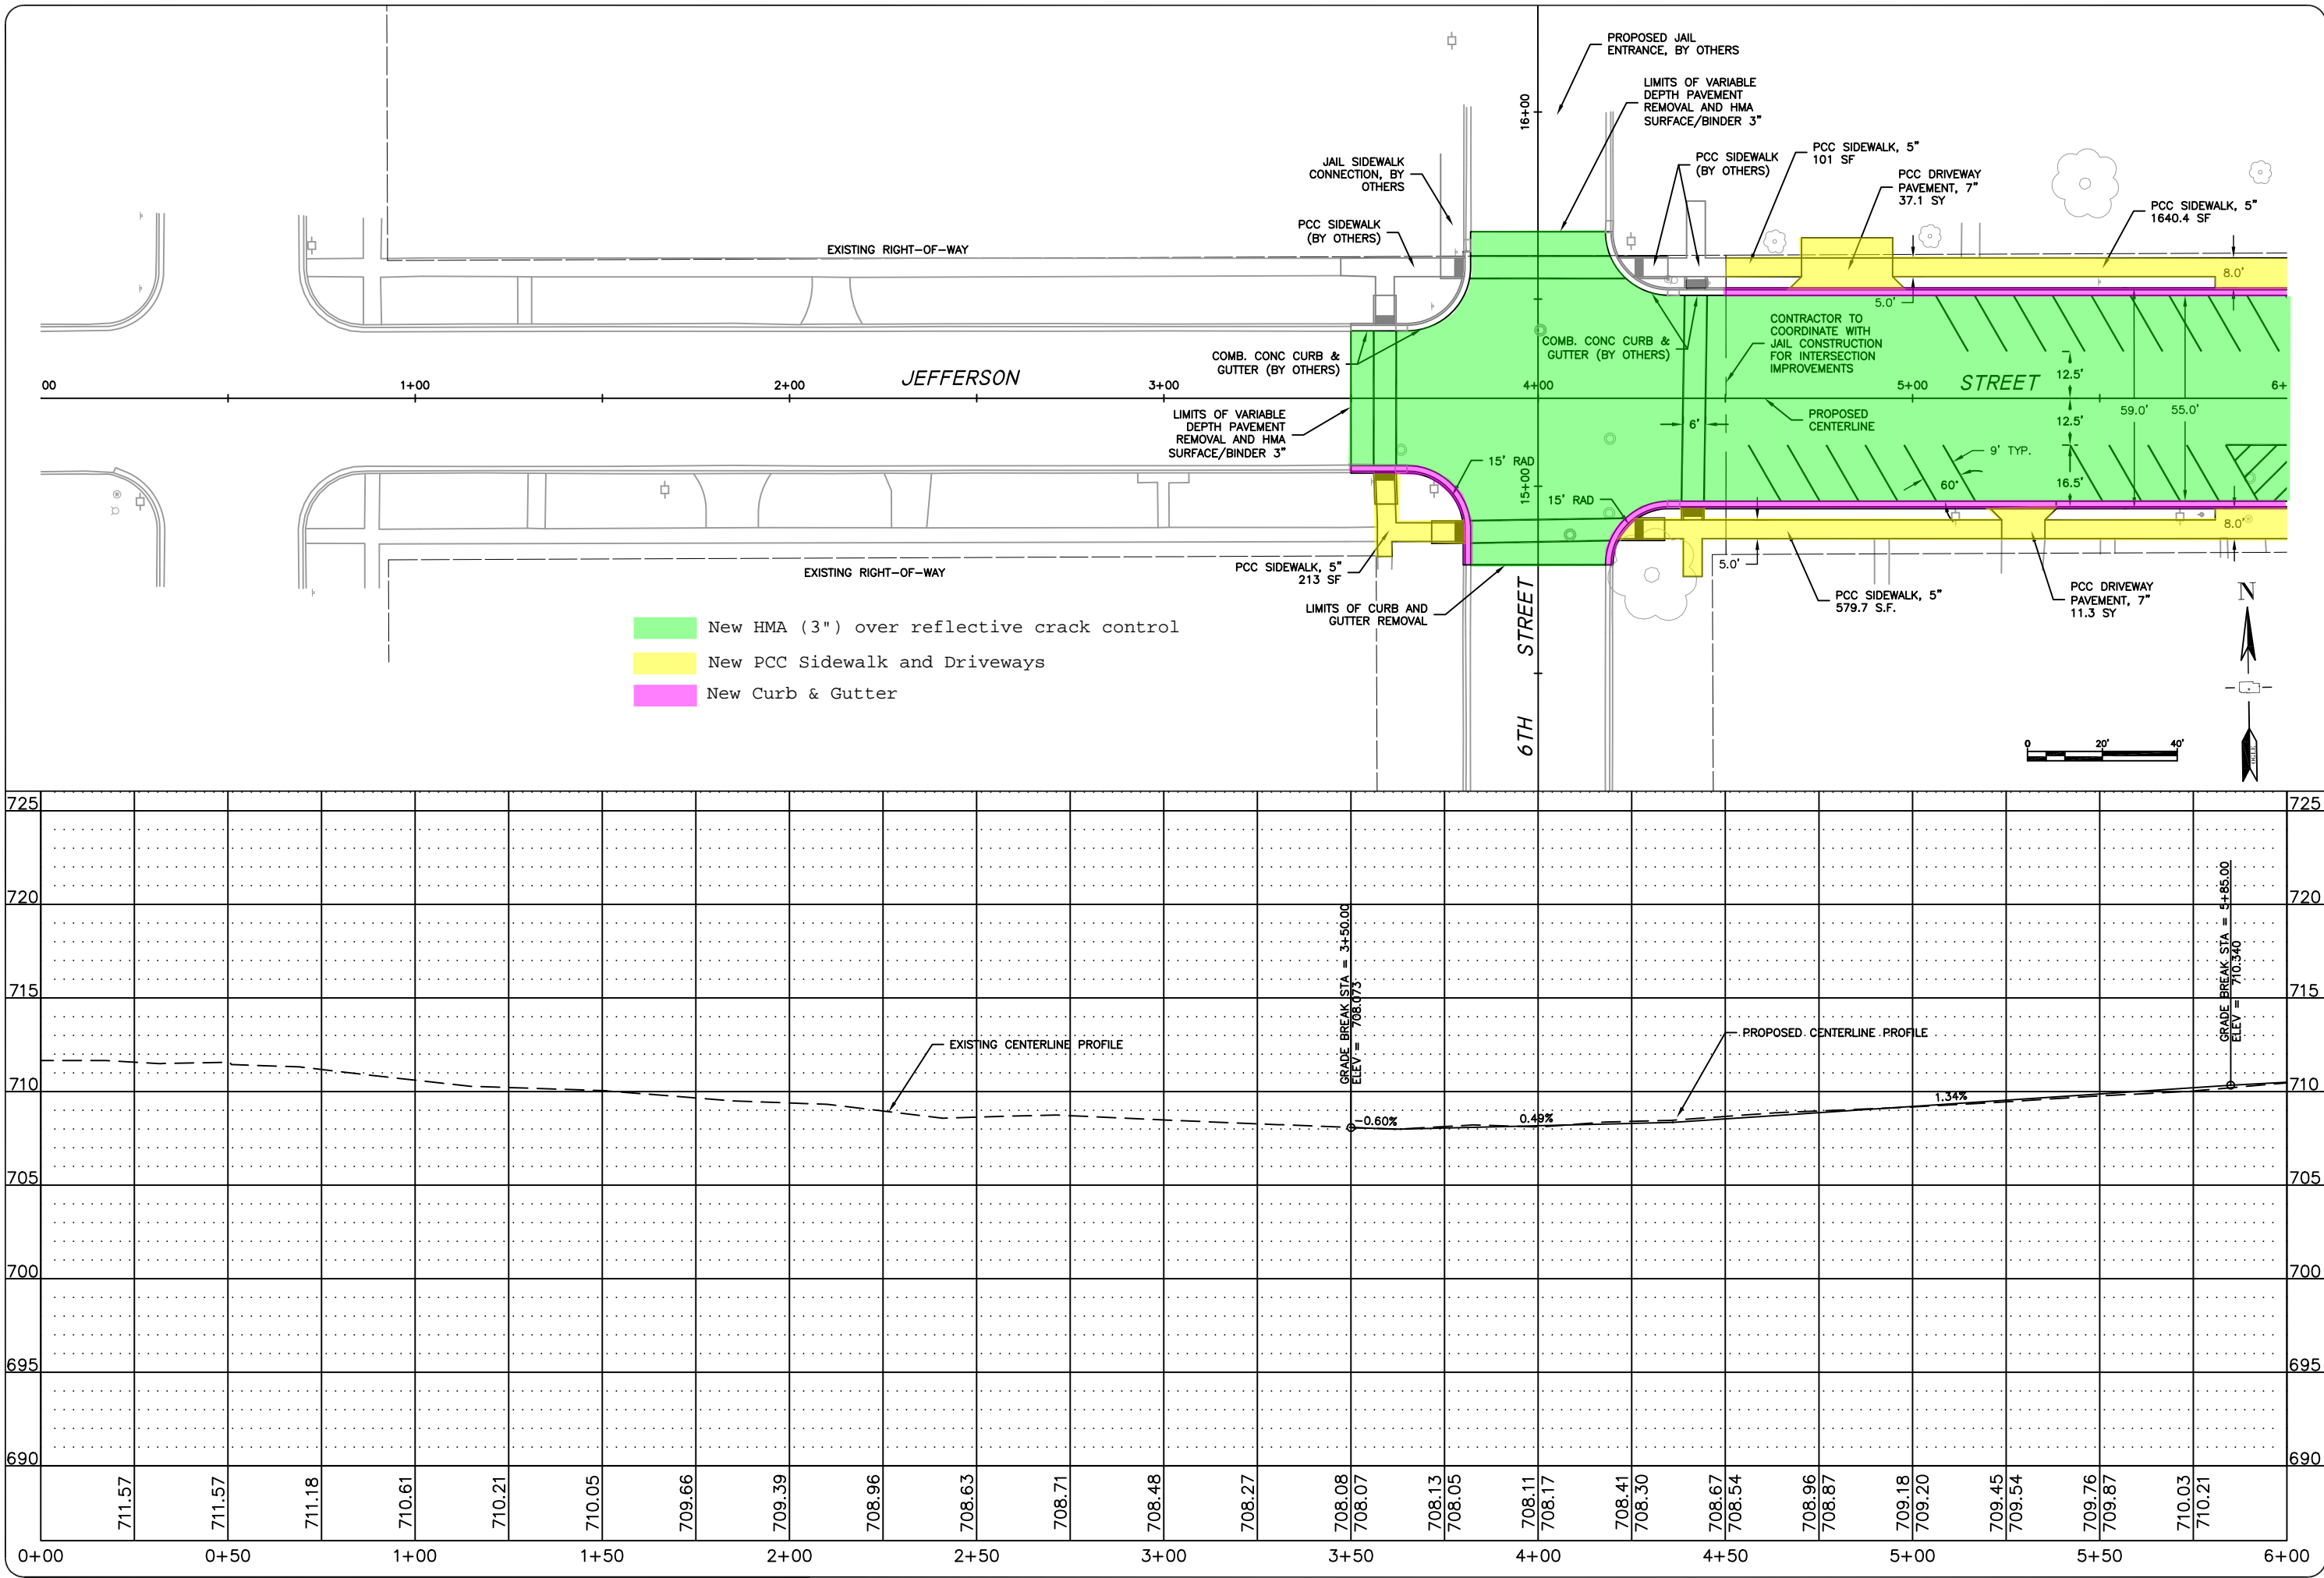 PROPOSED JAIL
ENTRANCE, BY OTHERS
LIMITS OF VARIABLE
DEPTH PAVEMENT
REMOVAL AND HMA
SURFACE/BINDER 3"
16+00
JAIL SIDEWALK
CONNECTION, BY
OTHERS
PCC SIDEWALK
(BY OTHERS)
PCC SIDEWALK, 5"
101 SF
PCC DRIVEWAY
PAVEMENT, 7"
37.1 SY
PCC SIDEWALK, 5"
1640.4 SF
PCC SIDEWALK
(BY OTHERS)
EXISTING RIGHT-OF-WAY
8.0'
5.0'
CONTRACTOR TO
COORDINATE WITH
JAIL CONSTRUCTION
FOR INTERSECTION
IMPROVEMENTS
COMB. CONC CURB &
GUTTER (BY OTHERS)
COMB. CONC CURB &
GUTTER (BY OTHERS)
00
1+00
2+00
JEFFERSON
3+00
4+00
5+00
STREET
6+
12.5'
12.5'
59.0'
55.0'
LIMITS OF VARIABLE
DEPTH PAVEMENT
REMOVAL AND HMA
SURFACE/BINDER 3"
6'
PROPOSED
CENTERLINE
9' TYP.
15' RAD
15' RAD
15+00
60°
16.5'
8.0'
5.0'
EXISTING RIGHT-OF-WAY
PCC SIDEWALK, 5"
213 SF
LIMITS OF CURB AND
GUTTER REMOVAL
PCC SIDEWALK, 5"
579.7 S.F.
PCC DRIVEWAY
PAVEMENT, 7"
11.3 SY
N
6TH STREET
New HMA (3") over reflective crack control
New PCC Sidewalk and Driveways
New Curb & Gutter
0 20' 40'
725 725
720 720
715 715
710 710
705 705
700 700
695 695
690 690
GRADE BREAK STA = 3+50.00
ELEV = 708.073
GRADE BREAK STA = 5+85.00
ELEV = 710.340
EXISTING CENTERLINE PROFILE
PROPOSED CENTERLINE PROFILE
-0.60%
0.49%
1.34%
711.57
711.57
711.18
710.61
710.21
710.05
709.66
709.39
708.96
708.63
708.71
708.48
708.27
708.08
708.07
708.13
708.05
708.11
708.17
708.41
708.30
708.67
708.54
708.96
708.87
709.18
709.20
709.45
709.54
709.76
709.87
710.03
710.21
0+00 0+50 1+00 1+50 2+00 2+50 3+00 3+50 4+00 4+50 5+00 5+50 6+00